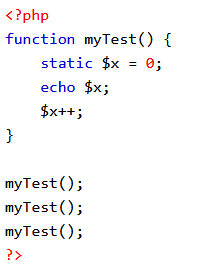 <?php
function myTest() {
    static $x = 0;
    echo $x;
    $x++;
}

myTest();
myTest();
myTest();
?>